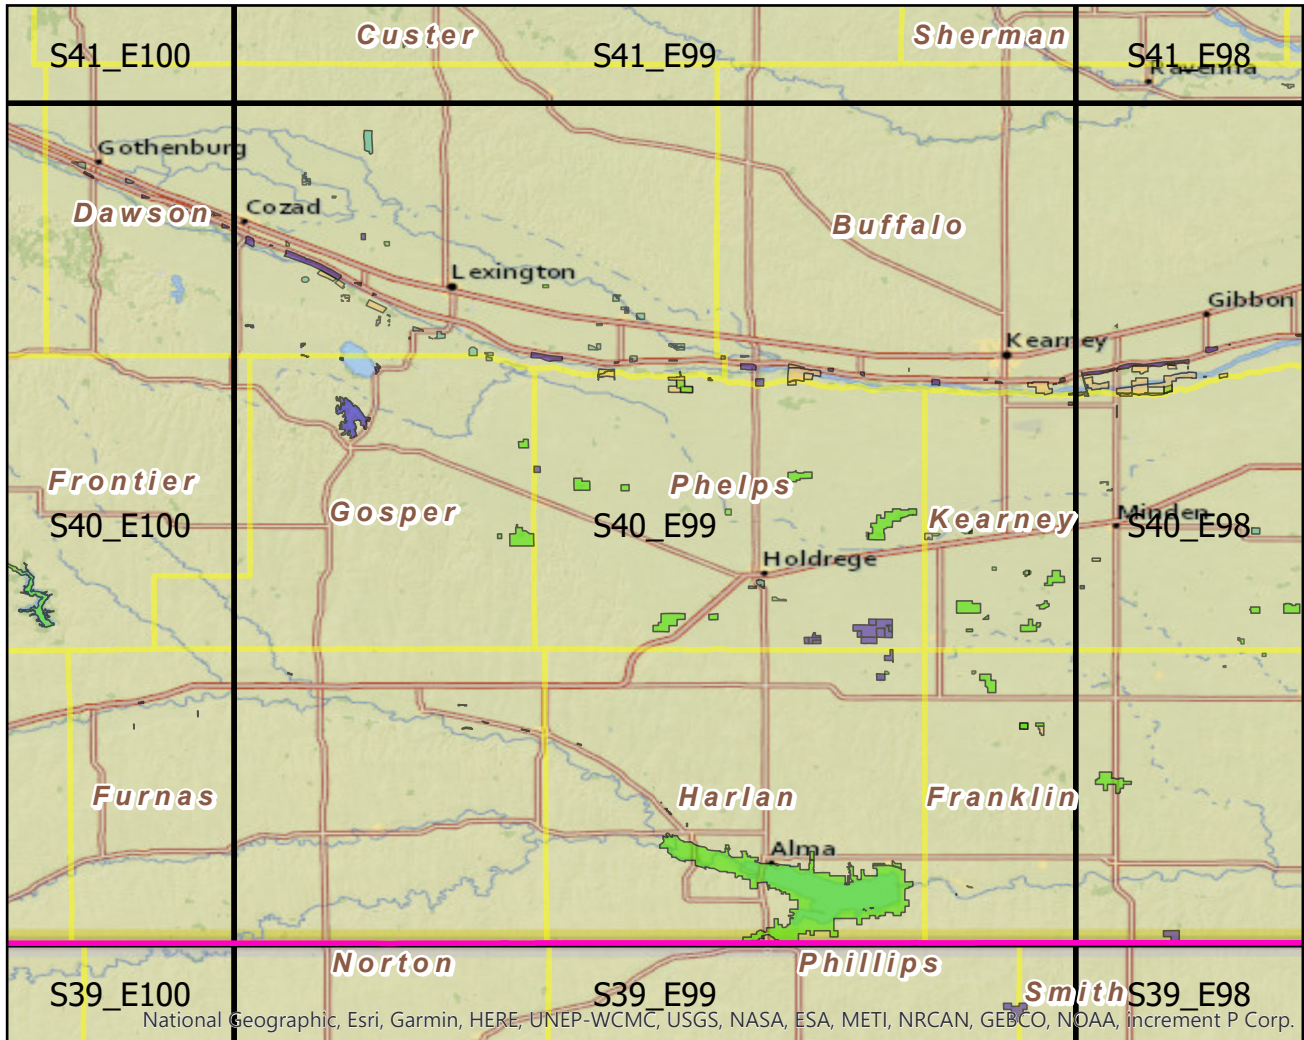 Custer
Sherman
S41_E100
S41_E99
S41_E98
Ravenna
Gothenburg
Dawson
Cozad
Buffalo
Lexington
Gibbon
Kearney
Frontier
Phelps
Gosper
Kearney
Minden
S40_E100
S40_E99
S40_E98
Holdrege
Furnas
Harlan
Franklin
Alma
Norton
Phillips
Smith
S39_E100
S39_E99
S39_E98
National Geographic, Esri, Garmin, HERE, UNEP-WCMC, USGS, NASA, ESA, METI, NRCAN, GEBCO, NOAA, increment P Corp.